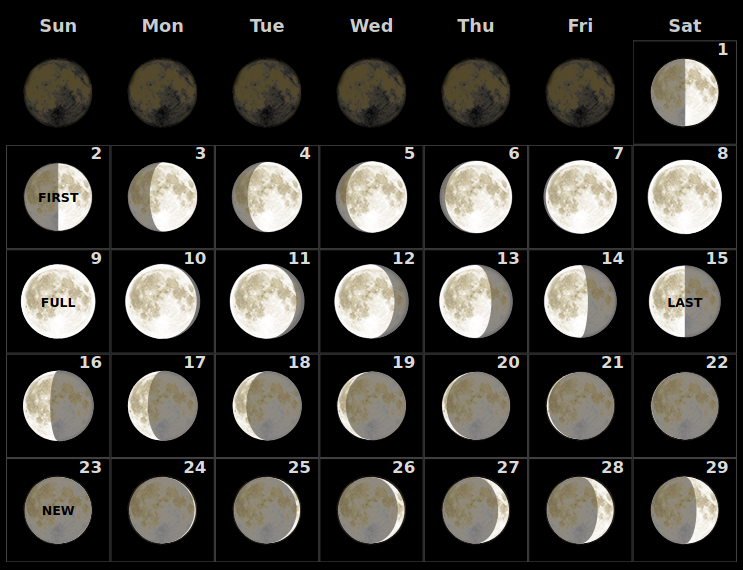 Sun Mon Tue Wed Thu Fri Sat
1
2 3 4 5 6 7 8
FIRST
9 10 11 12 13 14 15
FULL LAST
16 17 18 19 20 21 22
23 24 25 26 27 28 29
NEW